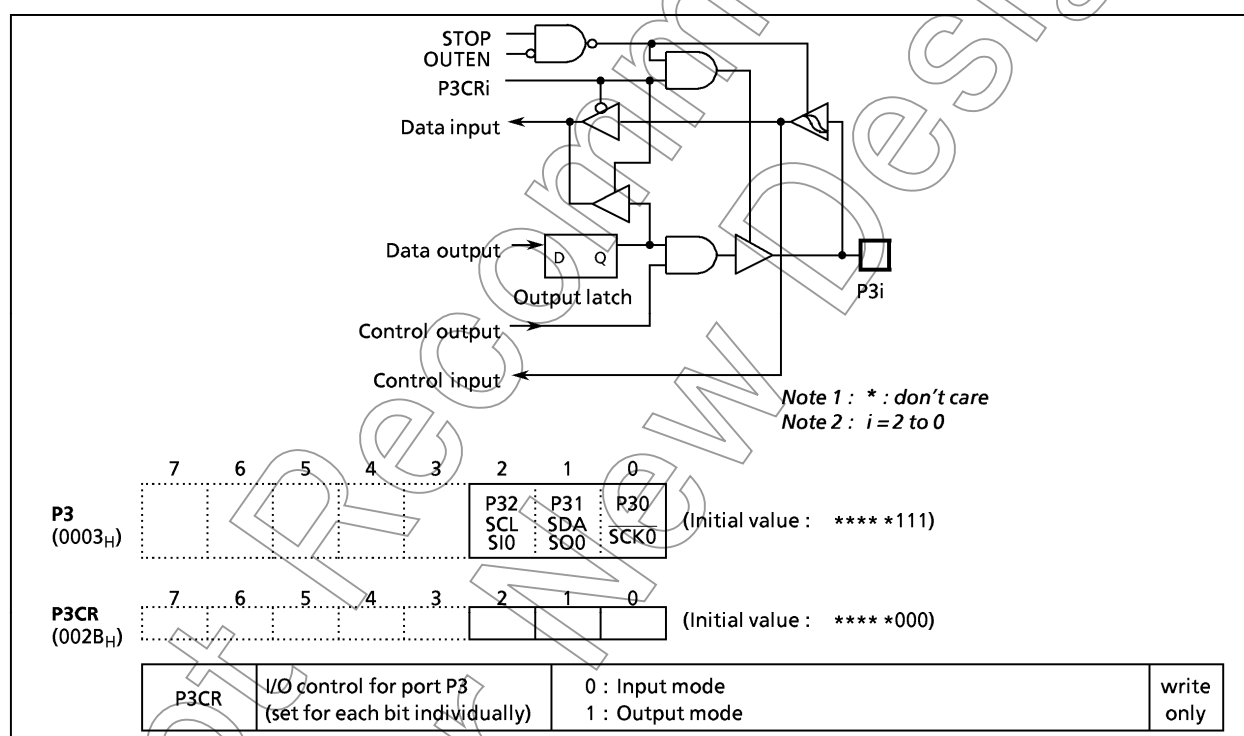 STOP
OUTEN
P3CRi
Data input
Data output
D Q
Output latch
P3i
Control output
Control input
Note 1 : * : don't care
Note 2 : i = 2 to 0
7 6 5 4 3 2 1 0
P3
(0003H)
P32 P31 P30
SCL SDA SCK0
SI0 SO0
(Initial value : **** *111)
7 6 5 4 3 2 1 0
P3CR
(002BH)
(Initial value : **** *000)
P3CR
I/O control for port P3
(set for each bit individually)
0 : Input mode
1 : Output mode
write
only